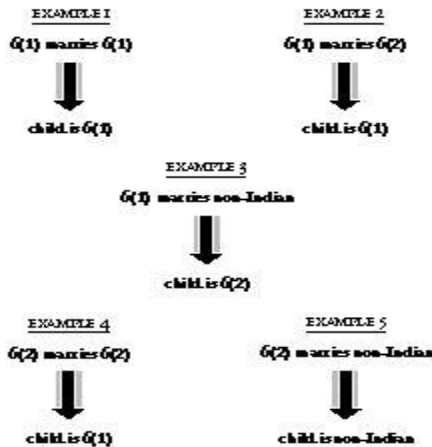 EXAMPLE 1
6(1) marries 6(1)
child is 6(1)
EXAMPLE 2
6(1) marries 6(2)
child is 6(1)
EXAMPLE 3
6(1) marries non-Indian
child is 6(2)
EXAMPLE 4
6(2) marries 6(2)
child is 6(1)
EXAMPLE 5
6(2) marries non-Indian
child is non-Indian